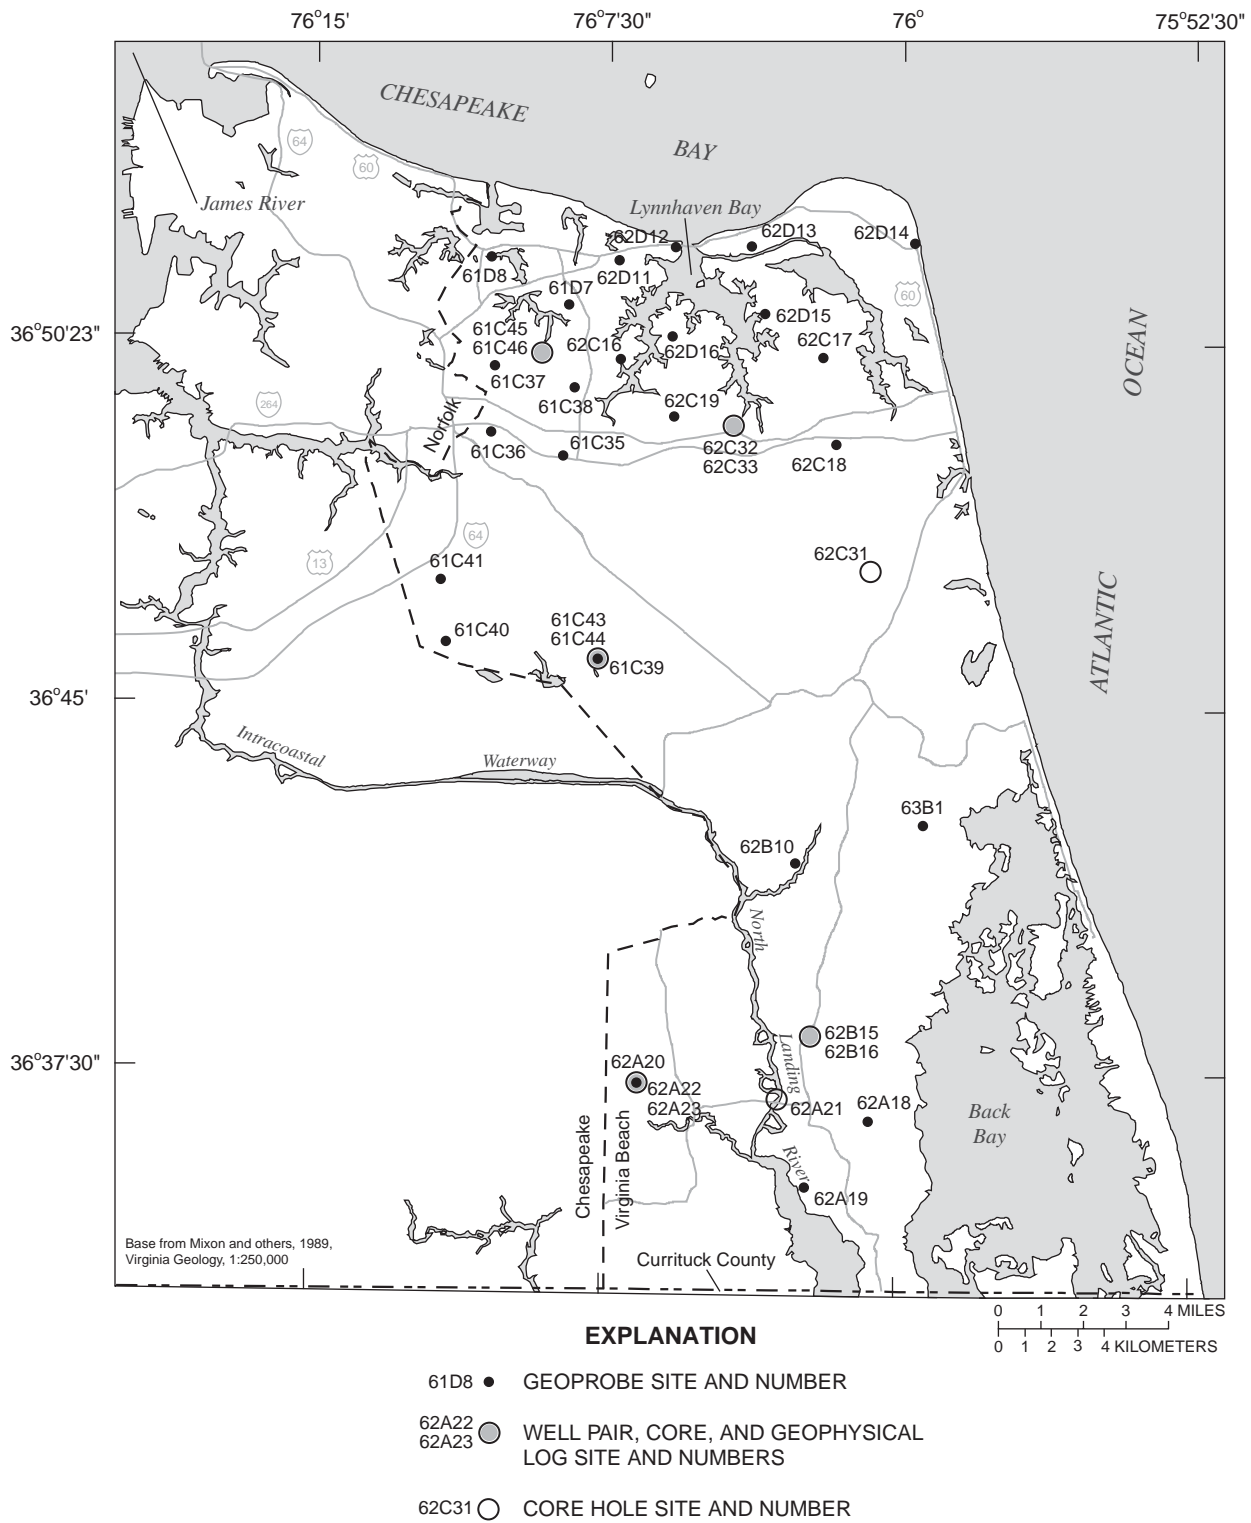 76°15'
76°7'30"
76°
75°52'30"
CHESAPEAKE
BAY
64
60
James River
Lynnhaven Bay
62D12
62D13
62D14
61D8
62D11
61D7
60
62D15
36°50'23"
61C45
61C46
62C16
62D16
62C17
OCEAN
61C37
61C38
62C19
264
Norfolk
61C36
61C35
62C32
62C33
62C18
64
13
61C41
62C31
61C43
61C44
61C40
61C39
ATLANTIC
36°45'
Intracoastal
Waterway
63B1
62B10
North
62B15
62B16
Landing
36°37'30"
62A20
62A22
62A23
62A21
62A18
Back
Bay
Chesapeake
Virginia Beach
River
62A19
Base from Mixon and others, 1989,
Virginia Geology, 1:250,000
Currituck County
0 1 2 3 4 MILES
0 1 2 3 4 KILOMETERS
EXPLANATION
61D8 GEOPROBE SITE AND NUMBER
62A22
62A23
WELL PAIR, CORE, AND GEOPHYSICAL
LOG SITE AND NUMBERS
62C31 CORE HOLE SITE AND NUMBER